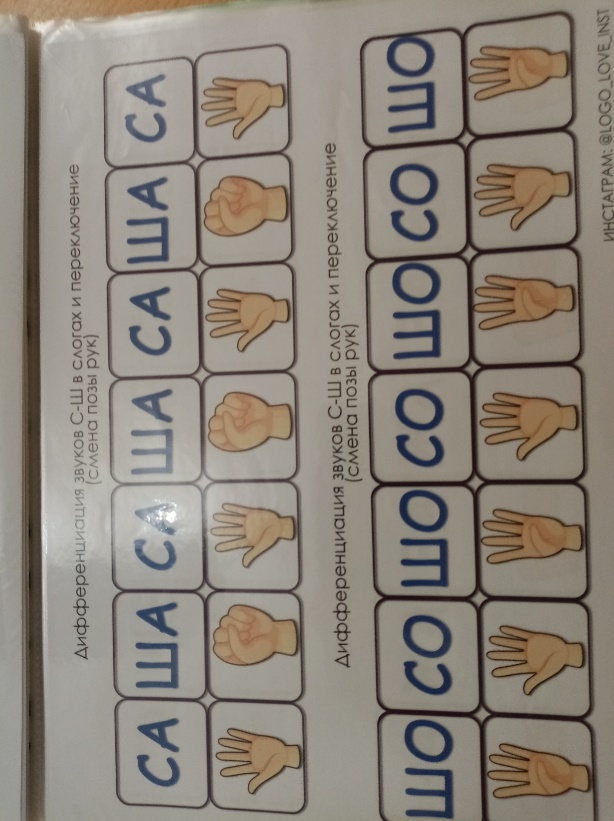 Дифференциация звуков С-Ш в слогах и переключение
(смена позы рук)
СА ША СА ША СА ША СА
Дифференциация звуков С-Ш в слогах и переключение
(смена позы рук)
ШО СО ШО СО ШО СО ШО
ИНСТАГРАМ: @LOGO_LOVE_INST